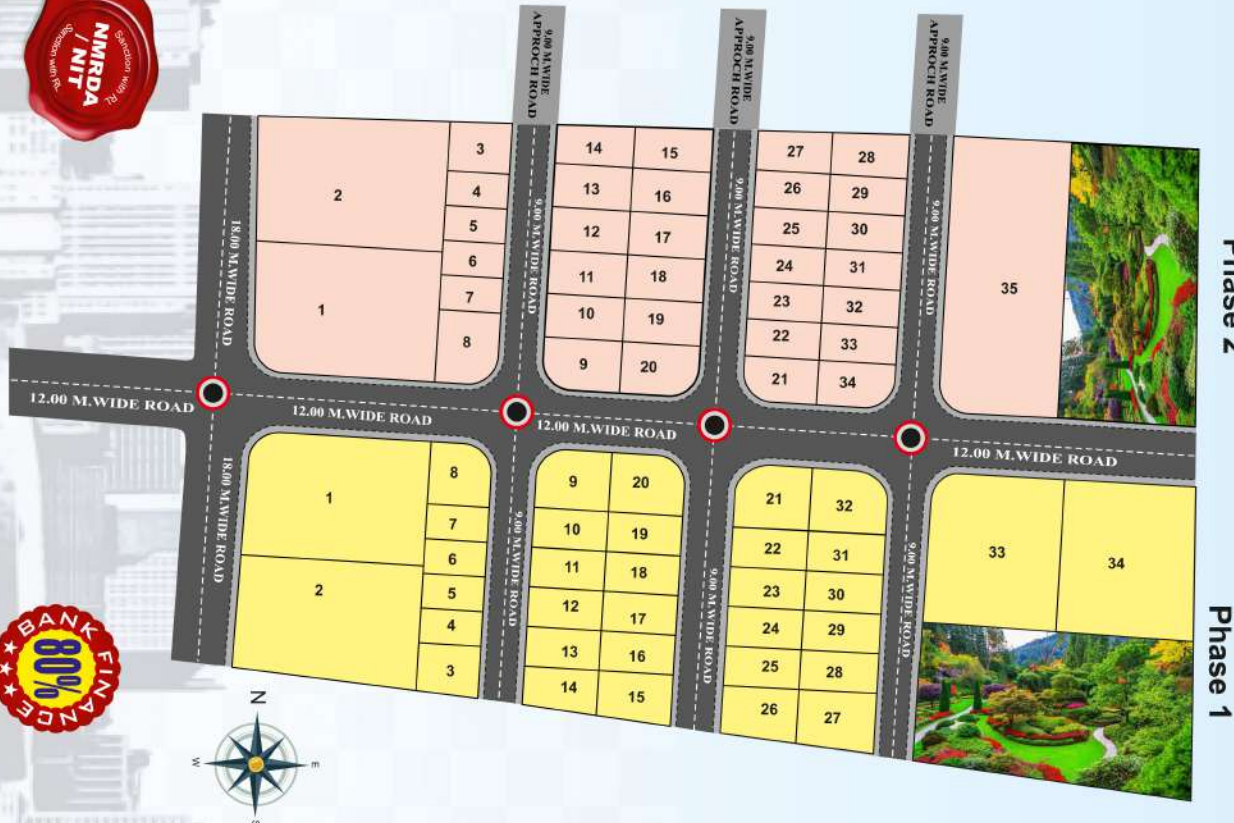 Sanction with RL
NMRDA
/ NIT
Sanction with RL
9.00 M.WIDE
APPROCH ROAD
9.00 M.WIDE
APPROCH ROAD
9.00 M.WIDE
APPROCH ROAD
Phase 2
18.00 M.WIDE ROAD
2
1
3
4
5
6
7
8
9.00 M.WIDE ROAD
14
13
12
11
10
9
15
16
17
18
19
20
9.00 M.WIDE ROAD
27
26
25
24
23
22
21
28
29
30
31
32
33
34
9.00 M.WIDE ROAD
35
12.00 M.WIDE ROAD
12.00 M.WIDE ROAD
12.00 M.WIDE ROAD
12.00 M.WIDE ROAD
Phase 1
18.00 M.WIDE ROAD
1
2
8
7
6
5
4
3
9.00 M.WIDE ROAD
9
10
11
12
13
14
20
19
18
17
16
15
9.00 M.WIDE ROAD
21
22
23
24
25
26
32
31
30
29
28
27
9.00 M.WIDE ROAD
33
34
BANK
80%
FINANCE
N
W
E
S